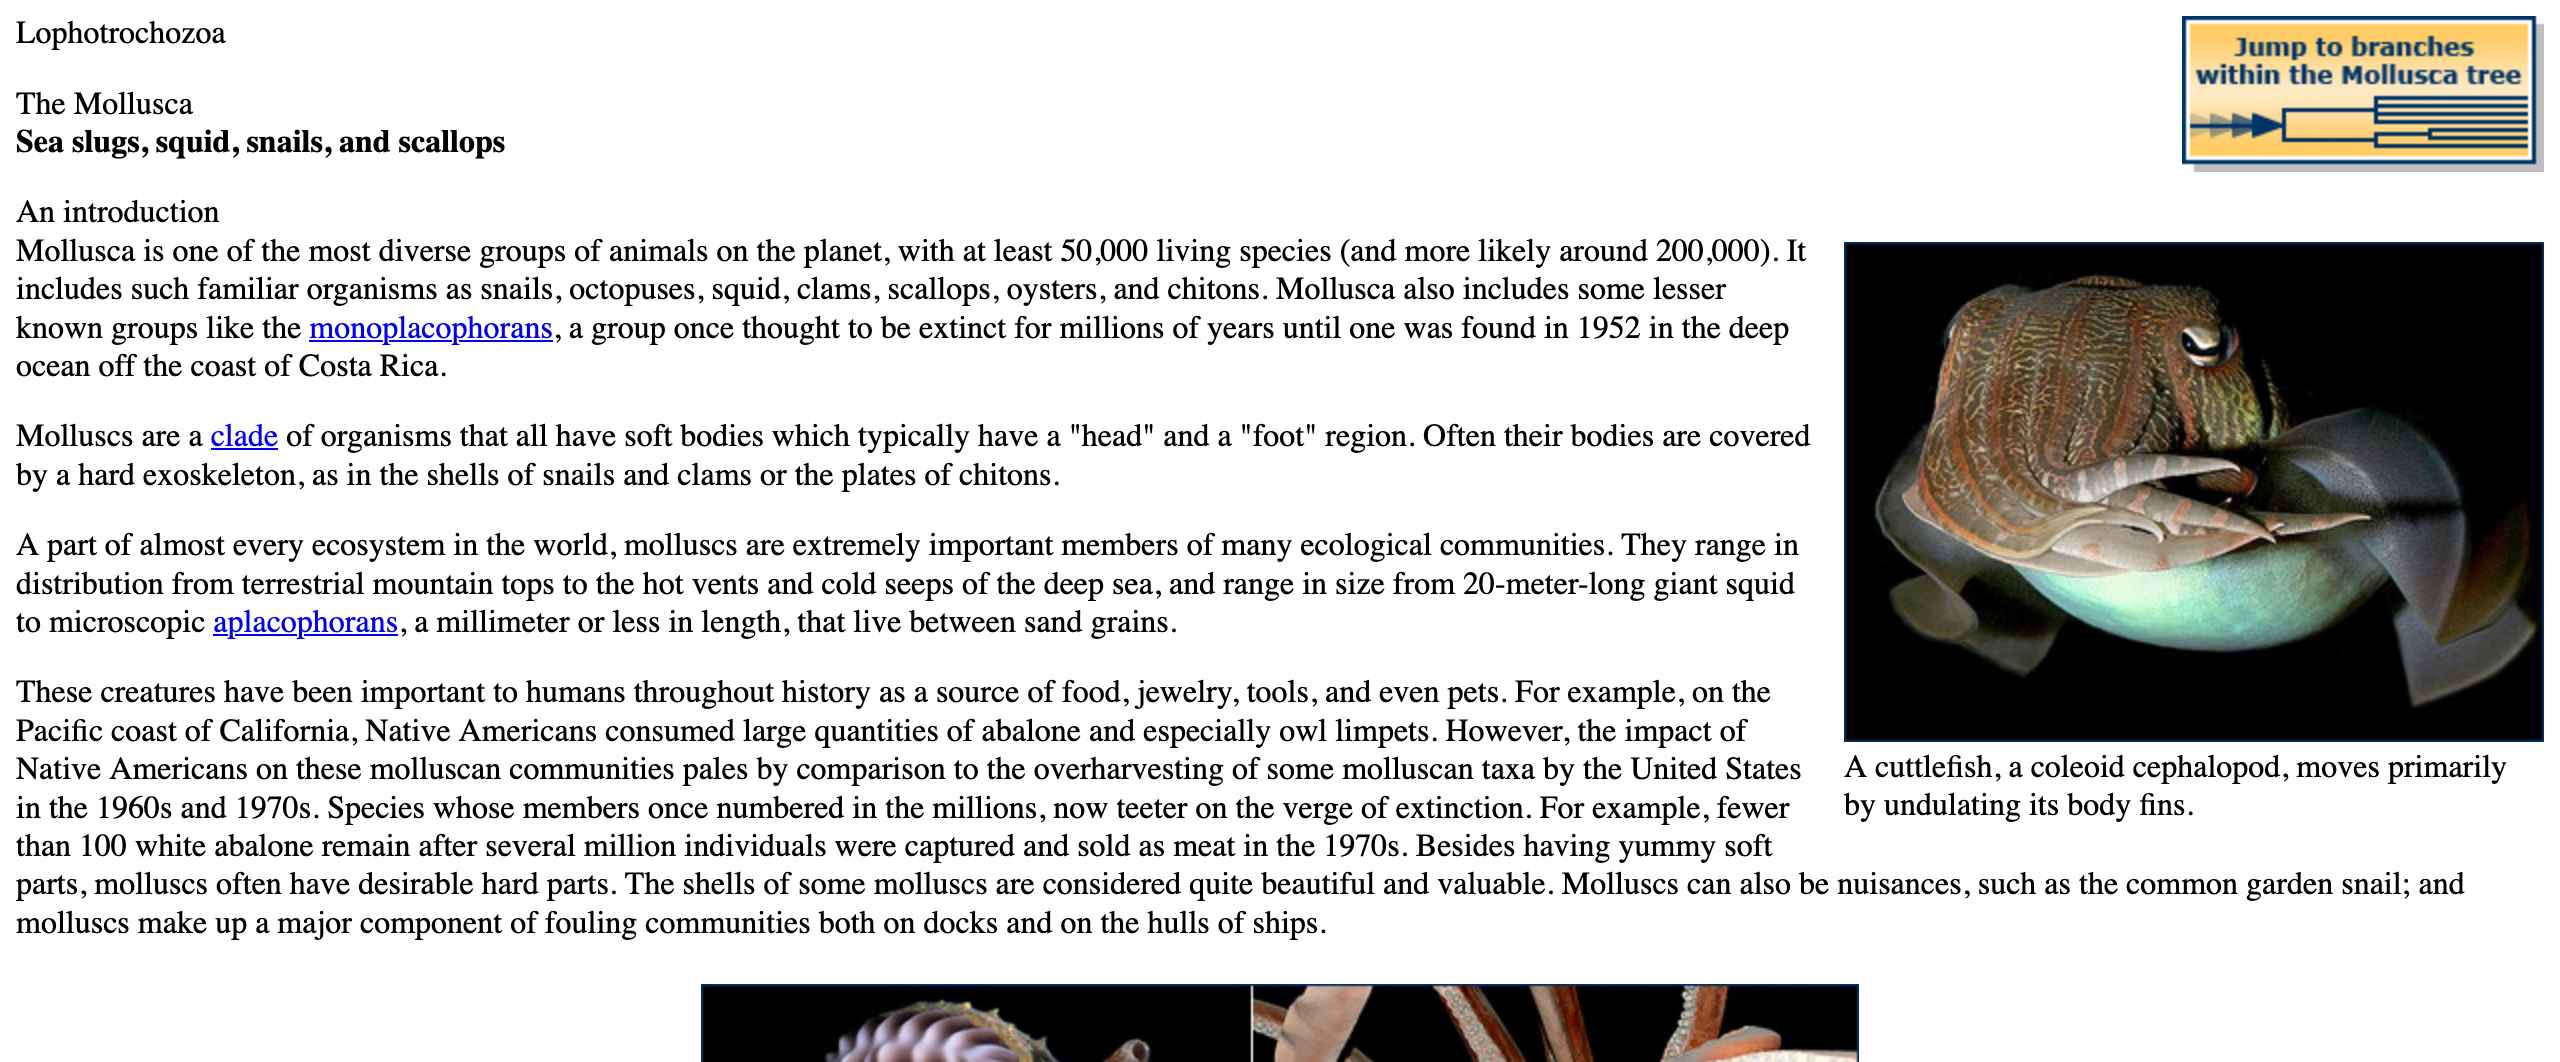 Lophotrochozoa
Jump to branches
within the Mollusca tree
The Mollusca
Sea slugs, squid, snails, and scallops
An introduction
Mollusca is one of the most diverse groups of animals on the planet, with at least 50,000 living species (and more likely around 200,000). It
includes such familiar organisms as snails, octopuses, squid, clams, scallops, oysters, and chitons. Mollusca also includes some lesser
known groups like the monoplacophorans, a group once thought to be extinct for millions of years until one was found in 1952 in the deep
ocean off the coast of Costa Rica.
Molluscs are a clade of organisms that all have soft bodies which typically have a "head" and a "foot" region. Often their bodies are covered
by a hard exoskeleton, as in the shells of snails and clams or the plates of chitons.
A part of almost every ecosystem in the world, molluscs are extremely important members of many ecological communities. They range in
distribution from terrestrial mountain tops to the hot vents and cold seeps of the deep sea, and range in size from 20-meter-long giant squid
to microscopic aplacophorans, a millimeter or less in length, that live between sand grains.
These creatures have been important to humans throughout history as a source of food, jewelry, tools, and even pets. For example, on the
Pacific coast of California, Native Americans consumed large quantities of abalone and especially owl limpets. However, the impact of
Native Americans on these molluscan communities pales by comparison to the overharvesting of some molluscan taxa by the United States
in the 1960s and 1970s. Species whose members once numbered in the millions, now teeter on the verge of extinction. For example, fewer
than 100 white abalone remain after several million individuals were captured and sold as meat in the 1970s. Besides having yummy soft
parts, molluscs often have desirable hard parts. The shells of some molluscs are considered quite beautiful and valuable. Molluscs can also be nuisances, such as the common garden snail; and
molluscs make up a major component of fouling communities both on docks and on the hulls of ships.
A cuttlefish, a coleoid cephalopod, moves primarily
by undulating its body fins.